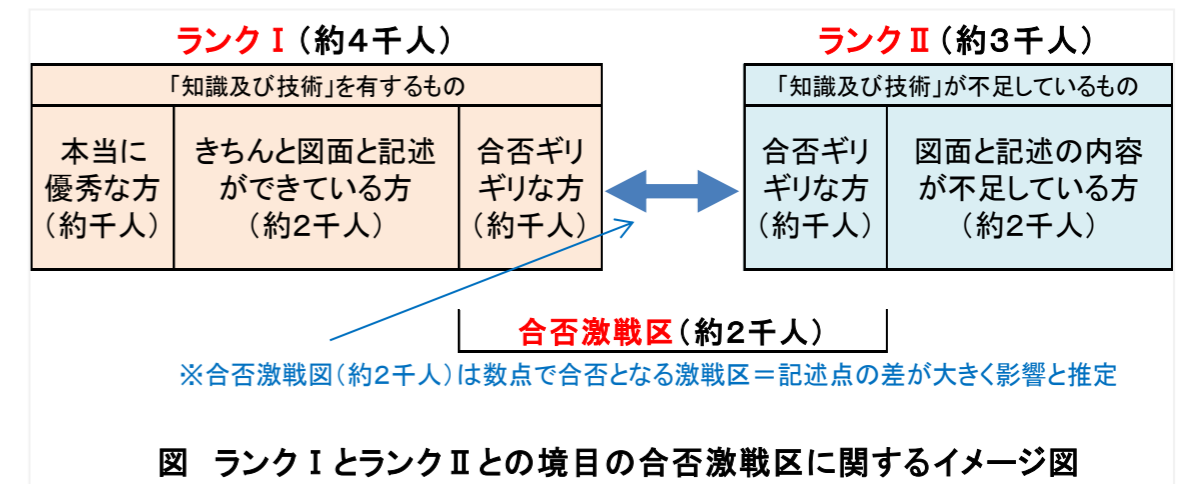 ランクⅠ(約4千人)
ランクⅡ(約3千人)
「知識及び技術」を有するもの
「知識及び技術」が不足しているもの
本当に
優秀な方
(約千人)
きちんと図面と記述
ができている方
(約2千人)
合否ギリ
ギリな方
(約千人)
合否ギリ
ギリな方
(約千人)
図面と記述の内容
が不足している方
(約2千人)
合否激戦区(約2千人)
※合否激戦図(約2千人)は数点で合否となる激戦区=記述点の差が大きく影響と推定
図 ランクⅠとランクⅡとの境目の合否激戦区に関するイメージ図